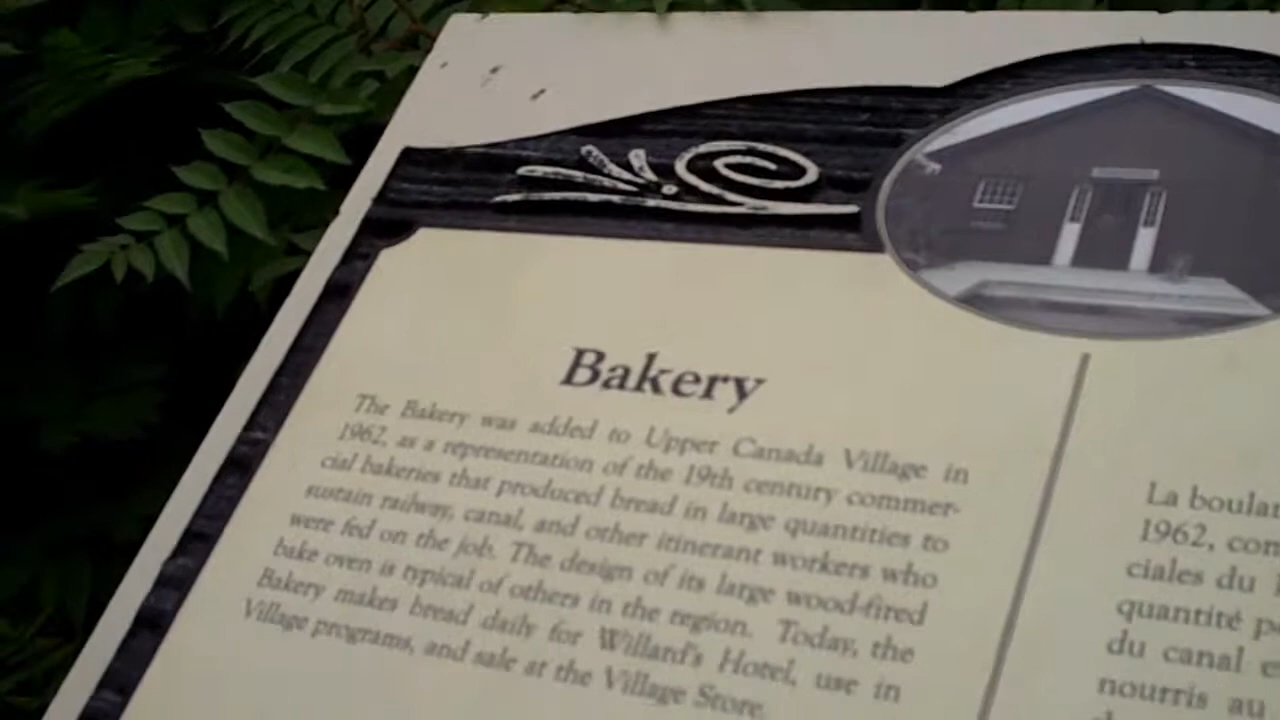 Bakery
The Bakery was added to Upper Canada Village in
1962, as a representation of the 19th century commer-
cial bakeries that produced bread in large quantities to
sustain railway, canal, and other itinerant workers who
were fed on the job. The design of its large wood-fired
bake oven is typical of others in the region. Today, the
Bakery makes bread daily for Willard's Hotel, use in
Village programs, and sale at the Village Store.
La boulan
1962, com
ciales du
quantité p
du canal e
nourris au